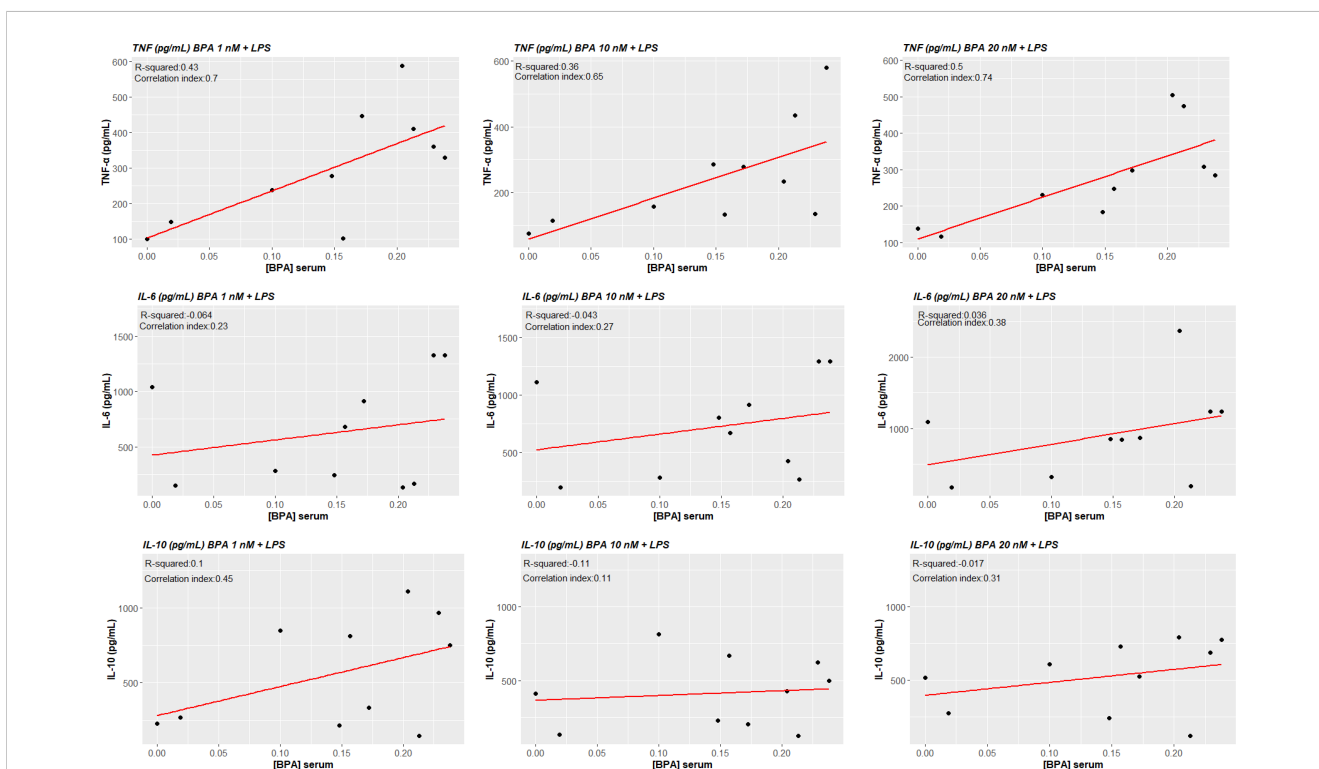 TNF (pg/mL) BPA 1 nM + LPS
R-squared:0.43
Correlation index:0.7
600
500
400
300
200
100
TNF-α (pg/mL)
0.00 0.05 0.10 0.15 0.20
[BPA] serum
TNF (pg/mL) BPA 10 nM + LPS
R-squared:0.36
Correlation index:0.65
600
400
200
TNF-α (pg/mL)
0.00 0.05 0.10 0.15 0.20
[BPA] serum
TNF (pg/mL) BPA 20 nM + LPS
R-squared:0.5
Correlation index:0.74
600
500
400
300
200
100
TNF-α (pg/mL)
0.00 0.05 0.10 0.15 0.20
[BPA] serum
IL-6 (pg/mL) BPA 1 nM + LPS
R-squared:-0.064
Correlation index:0.23
1500
1000
500
IL-6 (pg/mL)
0.00 0.05 0.10 0.15 0.20
[BPA] serum
IL-6 (pg/mL) BPA 10 nM + LPS
R-squared:-0.043
Correlation index:0.27
1500
1000
500
IL-6 (pg/mL)
0.00 0.05 0.10 0.15 0.20
[BPA] serum
IL-6 (pg/mL) BPA 20 nM + LPS
R-squared:0.036
Correlation index:0.38
2000
1000
IL-6 (pg/mL)
0.00 0.05 0.10 0.15 0.20
[BPA] serum
IL-10 (pg/mL) BPA 1 nM + LPS
R-squared:0.1
Correlation index:0.45
1000
500
IL-10 (pg/mL)
0.00 0.05 0.10 0.15 0.20
[BPA] serum
IL-10 (pg/mL) BPA 10 nM + LPS
R-squared:-0.11
Correlation index:0.11
1000
500
IL-10 (pg/mL)
0.00 0.05 0.10 0.15 0.20
[BPA] serum
IL-10 (pg/mL) BPA 20 nM + LPS
R-squared:-0.017
Correlation index:0.31
1000
500
IL-10 (pg/mL)
0.00 0.05 0.10 0.15 0.20
[BPA] serum